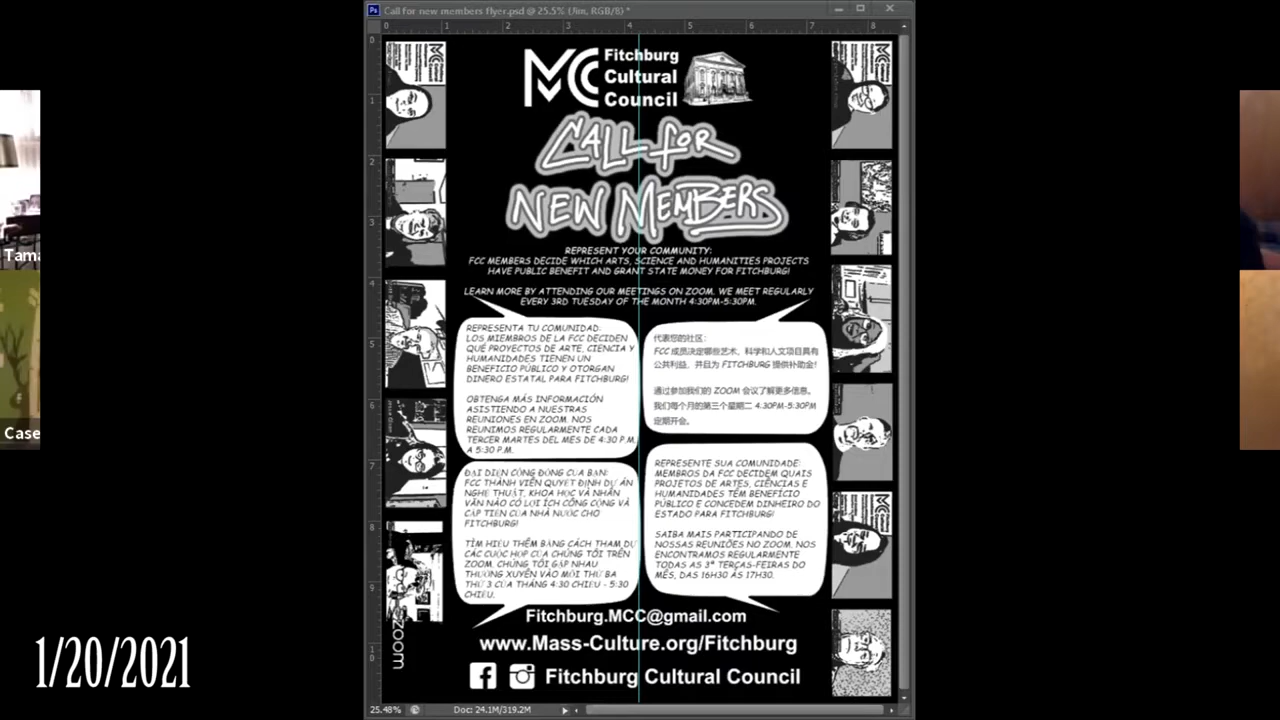 Call for new members flyer.psd @ 25.5% (Jim, RGB/8) *
0 1 2 3 4 5 6 7 8
MCC Fitchburg
Cultural
Council
CALL for
NEW MEMBERS
REPRESENT YOUR COMMUNITY:
FCC MEMBERS DECIDE WHICH ARTS, SCIENCE AND HUMANITIES PROJECTS
HAVE PUBLIC BENEFIT AND GRANT STATE MONEY FOR FITCHBURG!
LEARN MORE BY ATTENDING OUR MEETINGS ON ZOOM. WE MEET REGULARLY
EVERY 3RD TUESDAY OF THE MONTH 4:30PM-5:30PM.
REPRESENTA TU COMUNIDAD:
LOS MIEMBROS DE LA FCC DECIDEN
QUÉ PROYECTOS DE ARTE, CIENCIA Y
HUMANIDADES TIENEN UN
BENEFICIO PÚBLICO Y OTORGAN
DINERO ESTATAL PARA FITCHBURG!
OBTENGA MÁS INFORMACIÓN
ASISTIENDO A NUESTRAS
REUNIONES EN ZOOM. NOS
REUNIMOS REGULARMENTE CADA
TERCER MARTES DEL MES DE 4:30 P.M.
A 5:30 P.M.
代表您的社区:
FCC 成员决定哪些艺术、科学和人文项目具有
公共利益，并且为 FITCHBURG 提供补助金!
通过参加我们的 ZOOM 会议了解更多信息。
我们每个月的第三个星期二 4.30PM-5:30PM
定期开会。
ĐẠI DIỆN CỘNG ĐỒNG CỦA BẠN:
FCC THÀNH VIÊN QUYẾT ĐỊNH DỰ ÁN
NGHỆ THUẬT, KHOA HỌC VÀ NHÂN
VĂN NÀO CÓ LỢI ÍCH CÔNG CỘNG VÀ
CẤP TIỀN CỦA NHÀ NƯỚC CHO
FITCHBURG!
TÌM HIỂU THÊM BẰNG CÁCH THAM DỰ
CÁC CUỘC HỌP CỦA CHÚNG TÔI TRÊN
ZOOM. CHÚNG TÔI GẶP NHAU
THƯỜNG XUYÊN VÀO MỖI THỨ BA
THỨ 3 CỦA THÁNG 4:30 CHIỀU - 5:30
CHIỀU.
REPRESENTE SUA COMUNIDADE:
MEMBROS DA FCC DECIDEM QUAIS
PROJETOS DE ARTES, CIÊNCIAS E
HUMANIDADES TÊM BENEFÍCIO
PÚBLICO E CONCEDEM DINHEIRO DO
ESTADO PARA FITCHBURG!
SAIBA MAIS PARTICIPANDO DE
NOSSAS REUNIÕES NO ZOOM. NOS
ENCONTRAMOS REGULARMENTE
TODAS AS 3ª TERÇAS-FEIRAS DO
MÊS, DAS 16H30 ÀS 17H30.
Fitchburg.MCC@gmail.com
www.Mass-Culture.org/Fitchburg
Fitchburg Cultural Council
zoom
25.48% Doc: 24.1M/319.2M
Tama
Case
1/20/2021